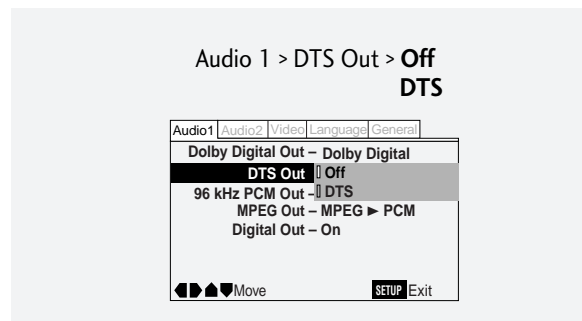 Audio 1 > DTS Out > Off
DTS
Audio1 Audio2 Video Language General
Dolby Digital Out – Dolby Digital
DTS Out Off
96 kHz PCM Out – DTS
MPEG Out – MPEG ► PCM
Digital Out – On
Move SETUP Exit